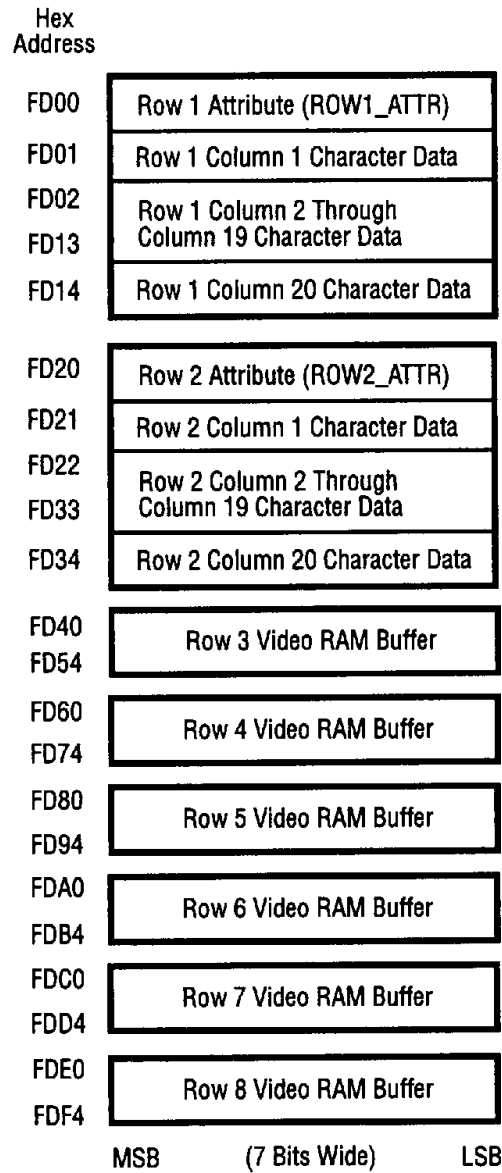 Hex
Address
FD00 Row 1 Attribute (ROW1_ATTR)
FD01 Row 1 Column 1 Character Data
FD02 Row 1 Column 2 Through
FD13 Column 19 Character Data
FD14 Row 1 Column 20 Character Data
FD20 Row 2 Attribute (ROW2_ATTR)
FD21 Row 2 Column 1 Character Data
FD22 Row 2 Column 2 Through
FD33 Column 19 Character Data
FD34 Row 2 Column 20 Character Data
FD40 Row 3 Video RAM Buffer
FD54
FD60 Row 4 Video RAM Buffer
FD74
FD80 Row 5 Video RAM Buffer
FD94
FDA0 Row 6 Video RAM Buffer
FDB4
FDC0 Row 7 Video RAM Buffer
FDD4
FDE0 Row 8 Video RAM Buffer
FDF4
MSB (7 Bits Wide) LSB